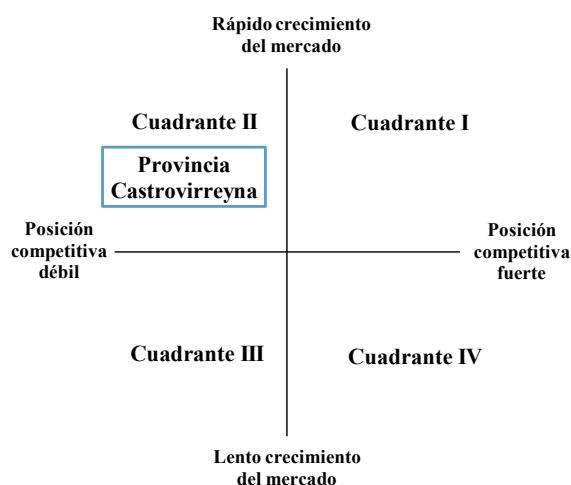 Rápido crecimiento
del mercado
Cuadrante II
Cuadrante I
Provincia
Castrovirreyna
Posición
competitiva
débil
Posición
competitiva
fuerte
Cuadrante III
Cuadrante IV
Lento crecimiento
del mercado